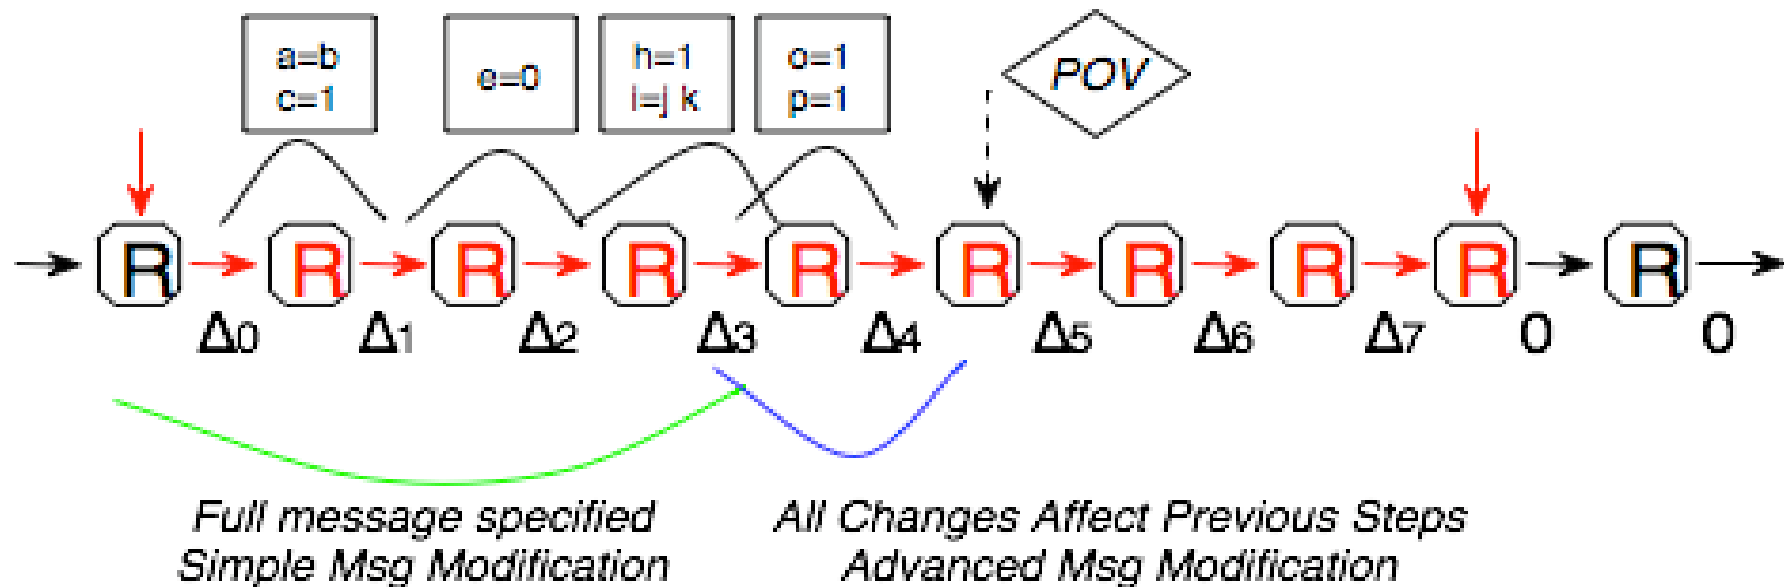 a=b
c=1
e=0
h=1
i=j k
o=1
p=1
POV
R R R R R R R R R R
Δ0 Δ1 Δ2 Δ3 Δ4 Δ5 Δ6 Δ7 0 0
Full message specified
Simple Msg Modification
All Changes Affect Previous Steps
Advanced Msg Modification